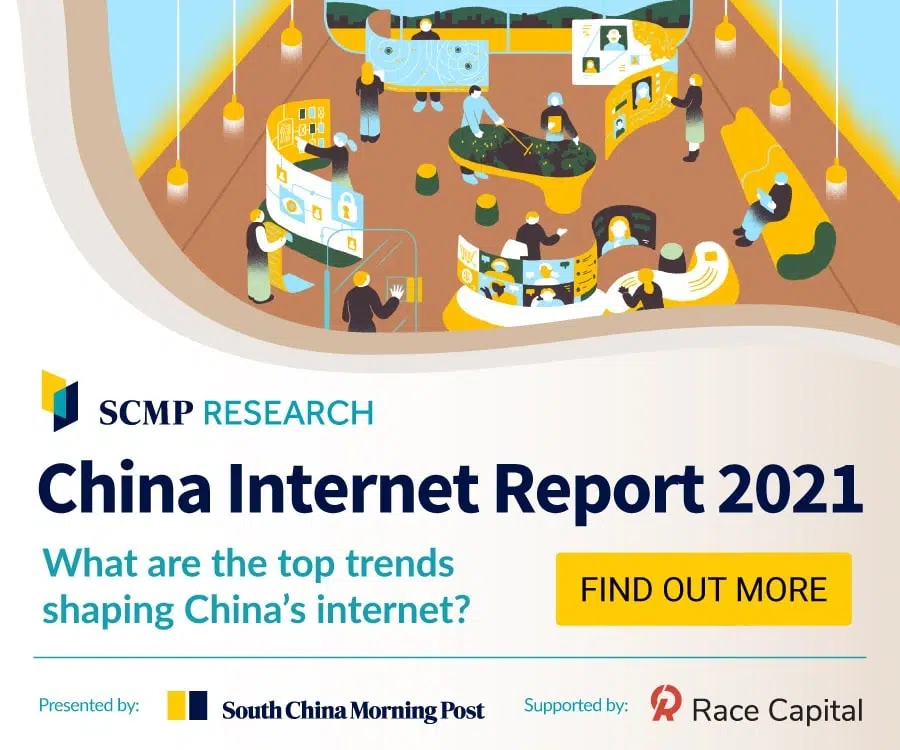 SCMP RESEARCH
China Internet Report 2021
What are the top trends
shaping China's internet?
FIND OUT MORE
Presented by:
South China Morning Post
Supported by:
Race Capital